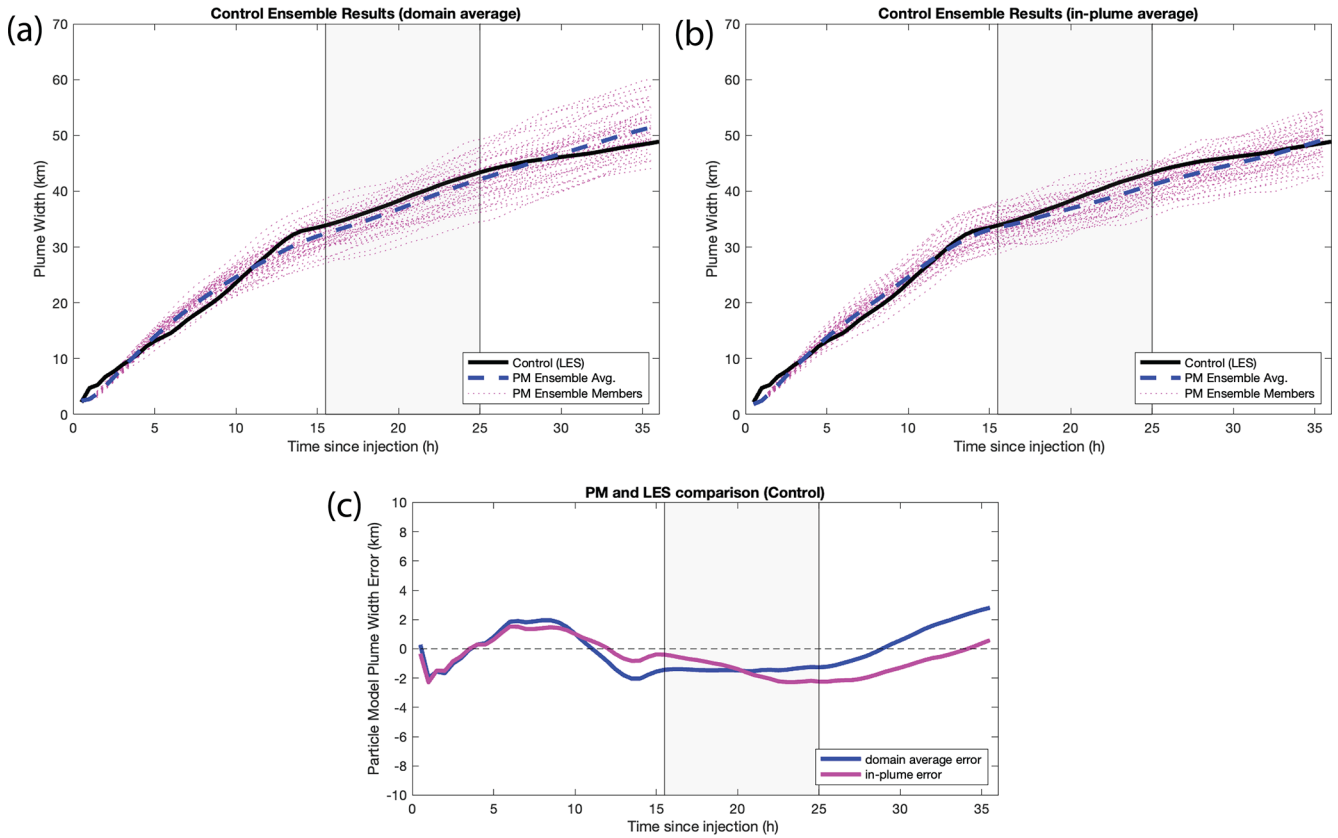 (a)
Control Ensemble Results (domain average)
Plume Width (km)
70
60
50
40
30
20
10
0
0 5 10 15 20 25 30 35
Time since injection (h)
Control (LES)
PM Ensemble Avg.
PM Ensemble Members
(b)
Control Ensemble Results (in-plume average)
Plume Width (km)
70
60
50
40
30
20
10
0
0 5 10 15 20 25 30 35
Time since injection (h)
Control (LES)
PM Ensemble Avg.
PM Ensemble Members
(c)
PM and LES comparison (Control)
Particle Model Plume Width Error (km)
10
8
6
4
2
0
-2
-4
-6
-8
-10
0 5 10 15 20 25 30 35
Time since injection (h)
domain average error
in-plume error